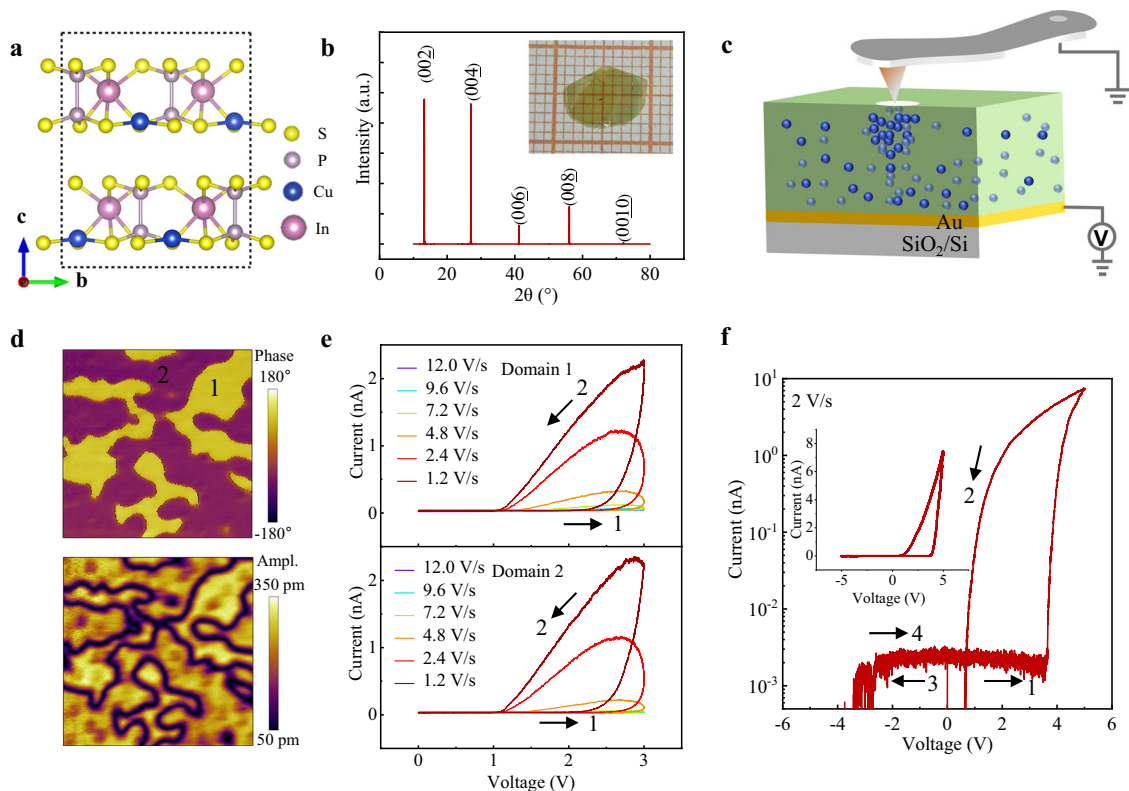 a
S
P
Cu
In
c
b
b
Intensity (a.u.)
(002)
(004)
(006)
(008)
(0010)
0
20
40
60
80
2θ (°)
c
Au
SiO2/Si
V
d
Phase
180°
-180°
2
1
Ampl.
350 pm
50 pm
e
Current (nA)
2
1
0
12.0 V/s
9.6 V/s
7.2 V/s
4.8 V/s
2.4 V/s
1.2 V/s
Domain 1
2
1
Current (nA)
2
1
0
12.0 V/s
9.6 V/s
7.2 V/s
4.8 V/s
2.4 V/s
1.2 V/s
Domain 2
2
1
0
1
2
3
Voltage (V)
f
Current (nA)
10^1
10^0
10^-1
10^-2
10^-3
2 V/s
Current (nA)
8
6
4
2
0
-5
0
5
Voltage (V)
2
4
3
1
-6
-4
-2
0
2
4
6
Voltage (V)